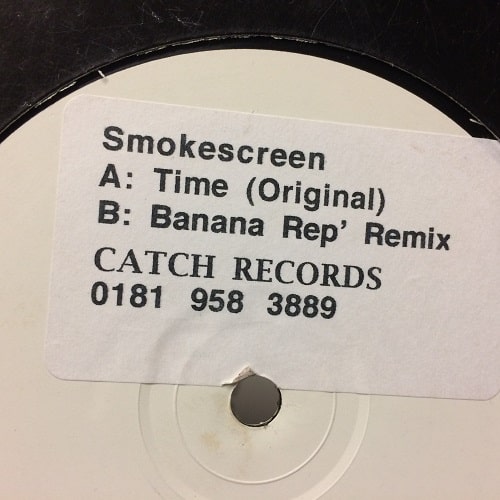 Smokescreen
A: Time (Original)
B: Banana Rep' Remix
CATCH RECORDS
0181 958 3889